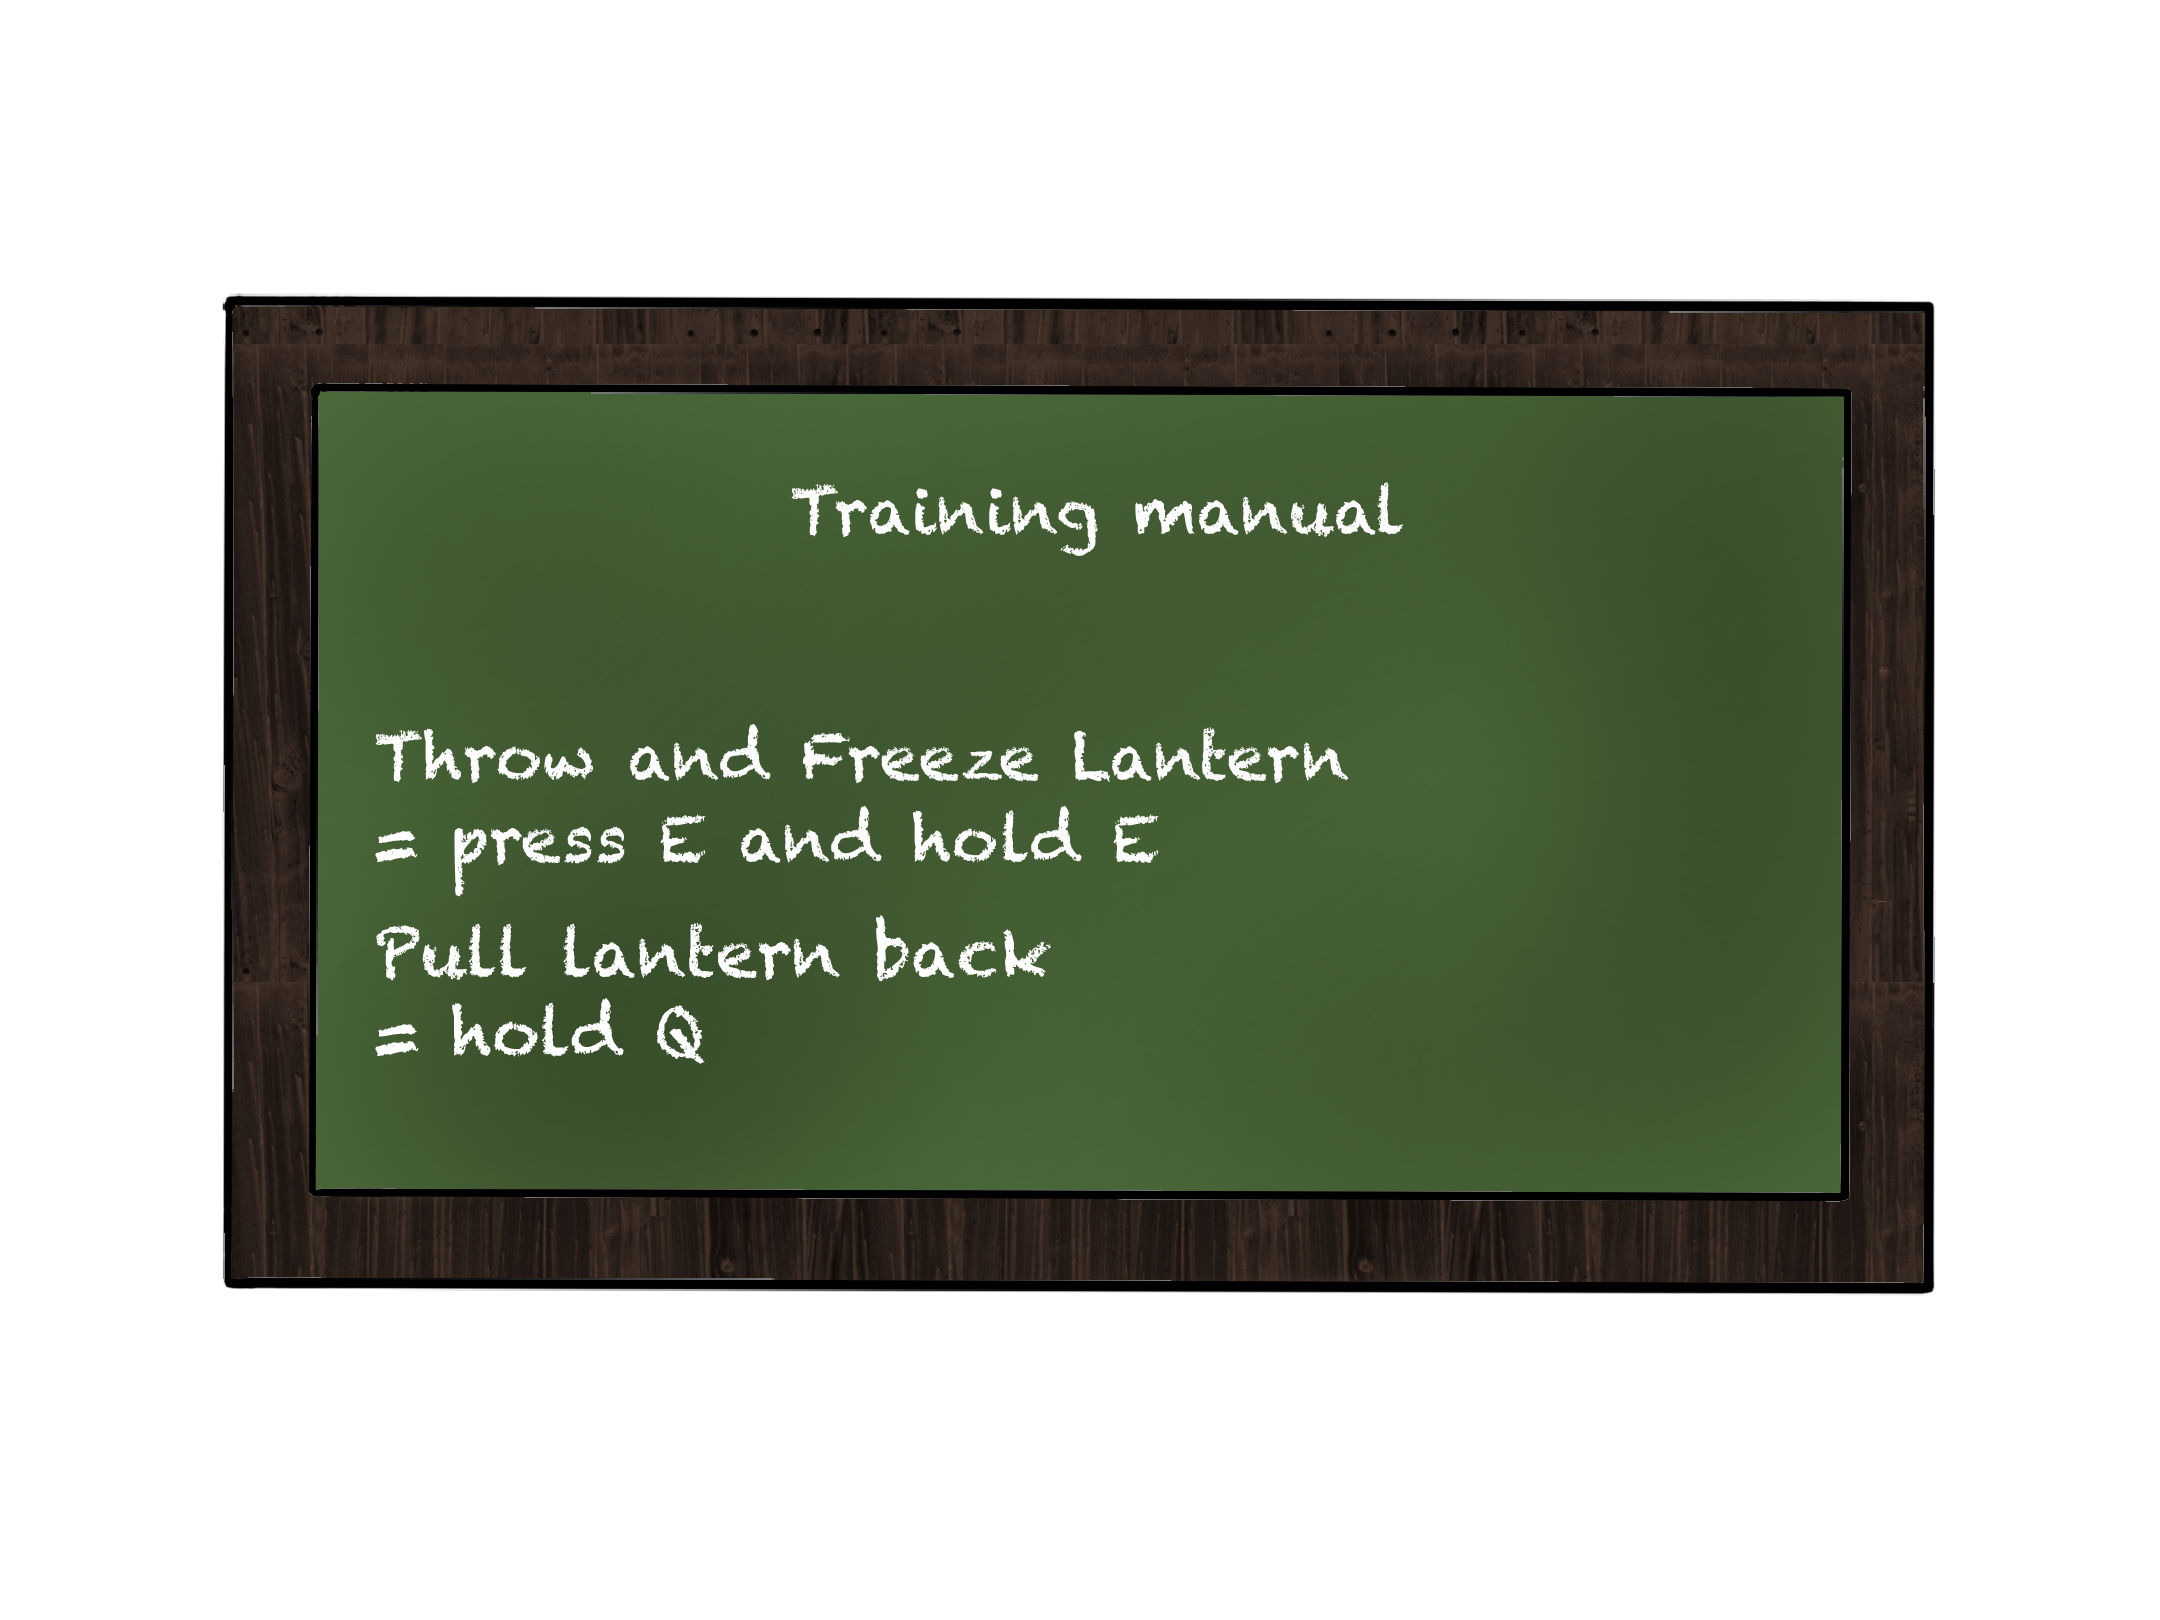 Training manual
Throw and Freeze Lantern
= press E and hold E
Pull lantern back
= hold Q